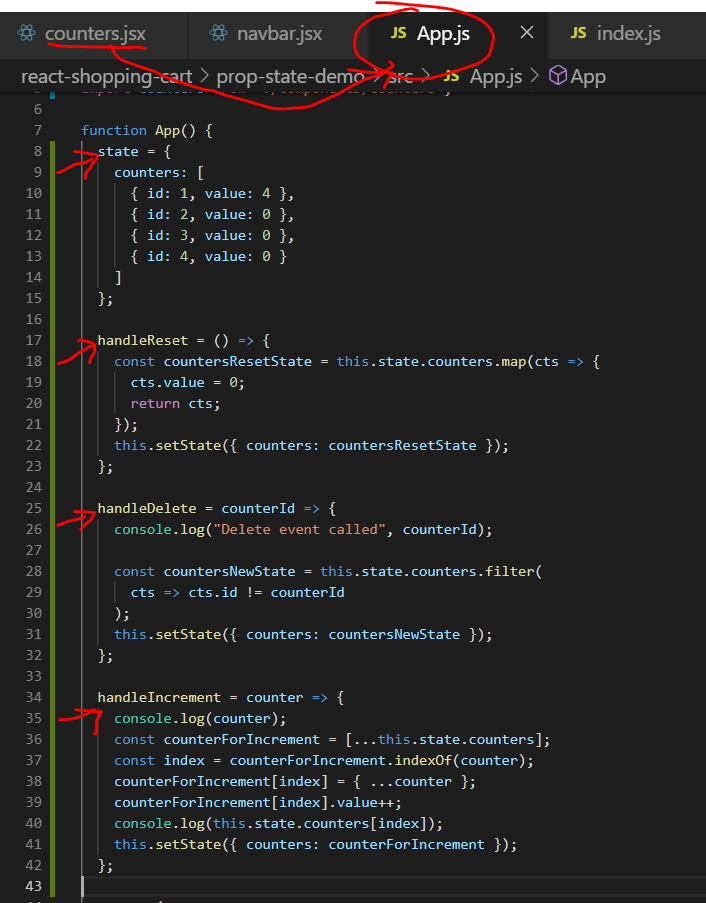 counters.jsx navbar.jsx JS App.js × JS index.js
react-shopping-cart > prop-state-demo > src > JS App.js > App
6
7 function App() {
8 state = {
9 counters: [
10 { id: 1, value: 4 },
11 { id: 2, value: 0 },
12 { id: 3, value: 0 },
13 { id: 4, value: 0 }
14 ]
15 };
16
17 handleReset = () => {
18 const countersResetState = this.state.counters.map(cts => {
19 cts.value = 0;
20 return cts;
21 });
22 this.setState({ counters: countersResetState });
23 };
24
25 handleDelete = counterId => {
26 console.log("Delete event called", counterId);
27
28 const countersNewState = this.state.counters.filter(
29 cts => cts.id != counterId
30 );
31 this.setState({ counters: countersNewState });
32 };
33
34 handleIncrement = counter => {
35 console.log(counter);
36 const counterForIncrement = [...this.state.counters];
37 const index = counterForIncrement.indexOf(counter);
38 counterForIncrement[index] = { ...counter };
39 counterForIncrement[index].value++;
40 console.log(this.state.counters[index]);
41 this.setState({ counters: counterForIncrement });
42 };
43